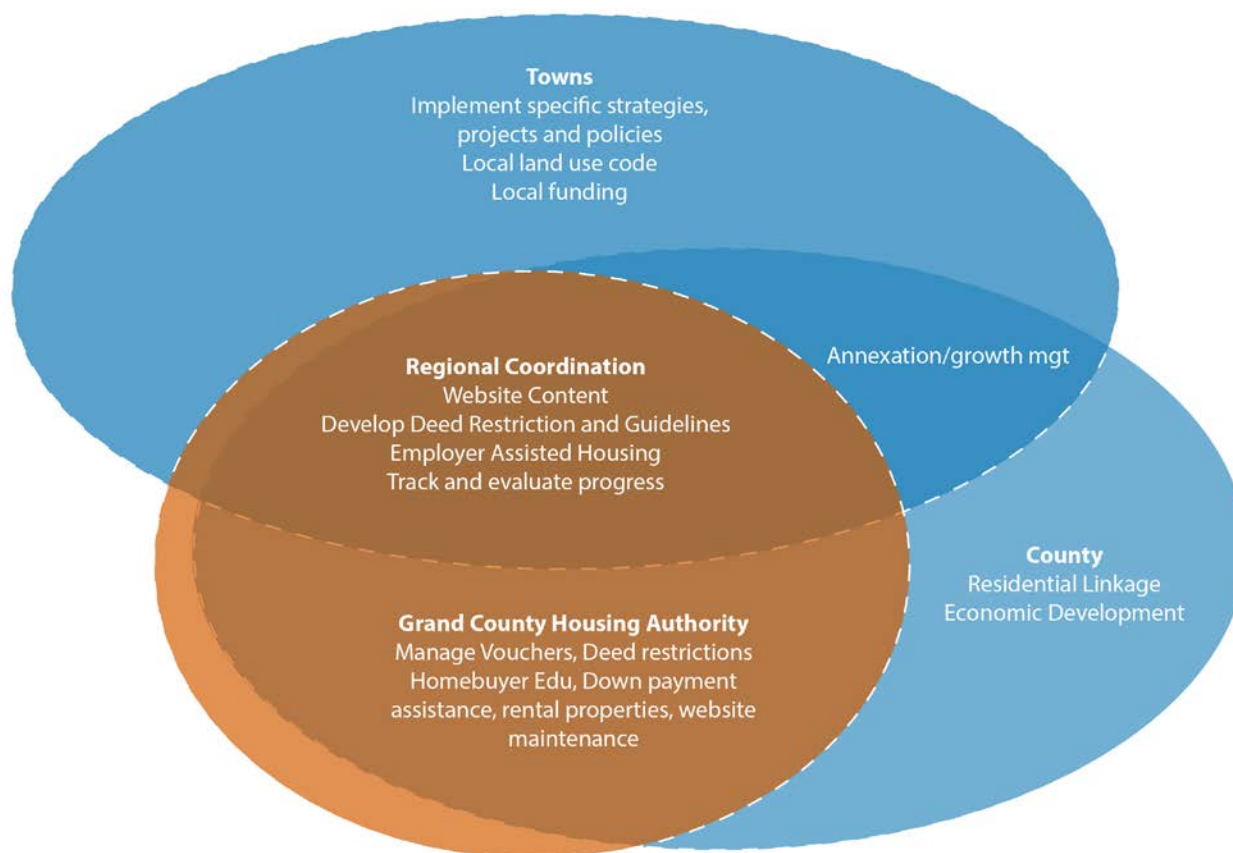 Towns
Implement specific strategies,
projects and policies
Local land use code
Local funding
Annexation/growth mgt
Regional Coordination
Website Content
Develop Deed Restriction and Guidelines
Employer Assisted Housing
Track and evaluate progress
County
Residential Linkage
Economic Development
Grand County Housing Authority
Manage Vouchers, Deed restrictions
Homebuyer Edu, Down payment
assistance, rental properties, website
maintenance